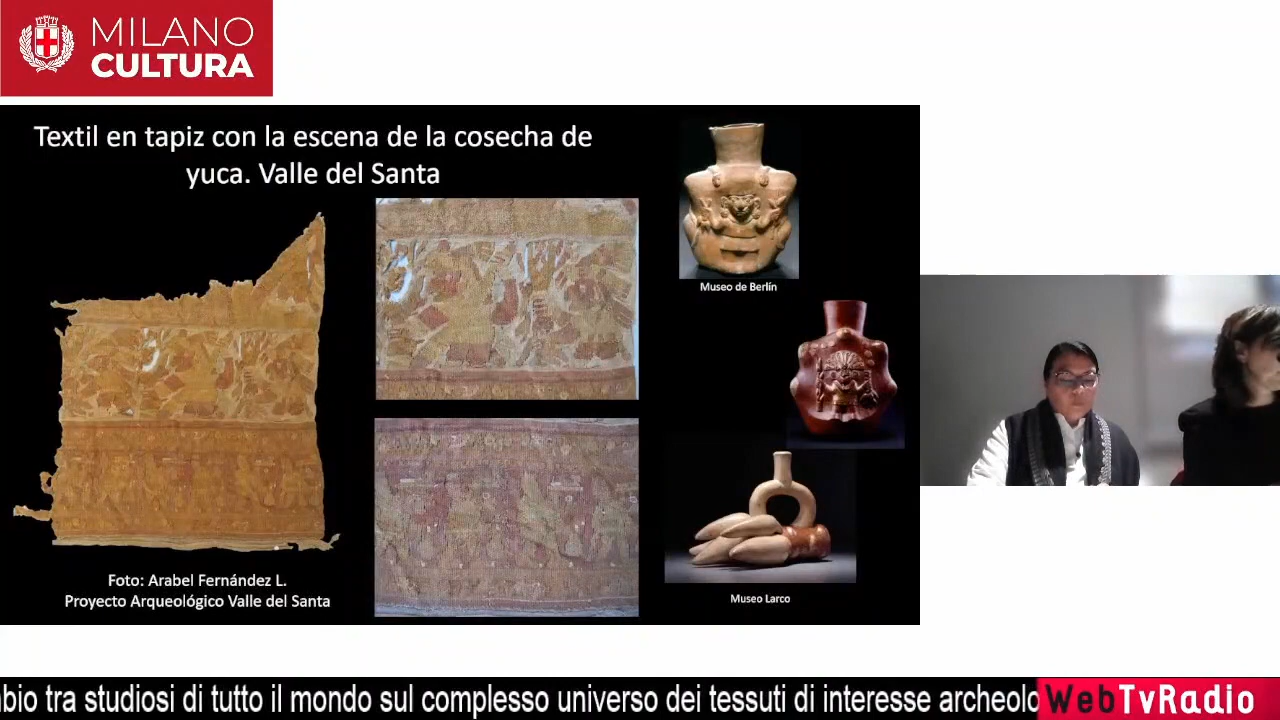 MILANO
CULTURA
Textil en tapiz con la escena de la cosecha de
yuca. Valle del Santa
Museo de Berlín
Foto: Arabel Fernández L.
Proyecto Arqueológico Valle del Santa
Museo Larco
bio tra studiosi di tutto il mondo sul complesso universo dei tessuti di interesse archeolo
WebTvRadio